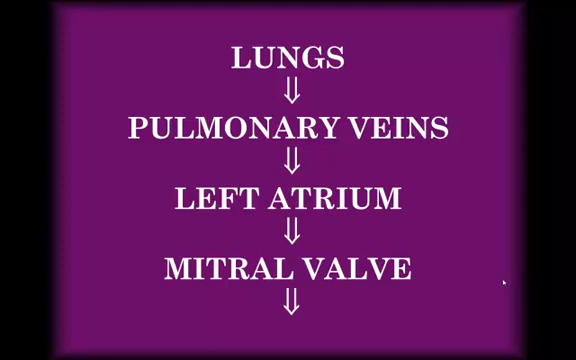 LUNGS
⇓
PULMONARY VEINS
⇓
LEFT ATRIUM
⇓
MITRAL VALVE
⇓